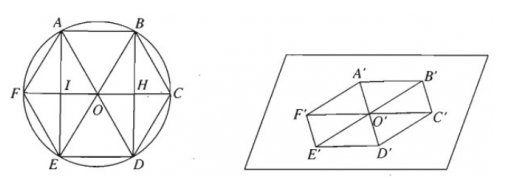 A B
F I O H C
E D
A' B'
F' O' C'
E' D'